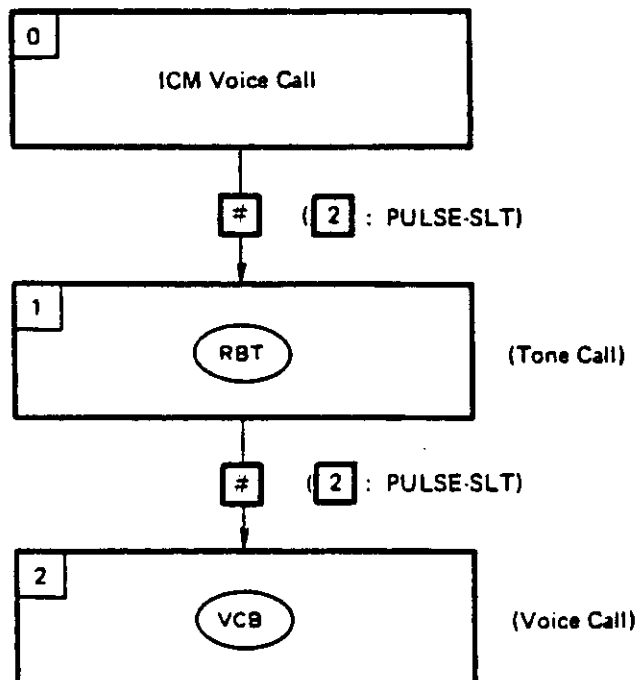 0
ICM Voice Call
# (2 : PULSE-SLT)
1
RBT (Tone Call)
# (2 : PULSE-SLT)
2
VCB (Voice Call)